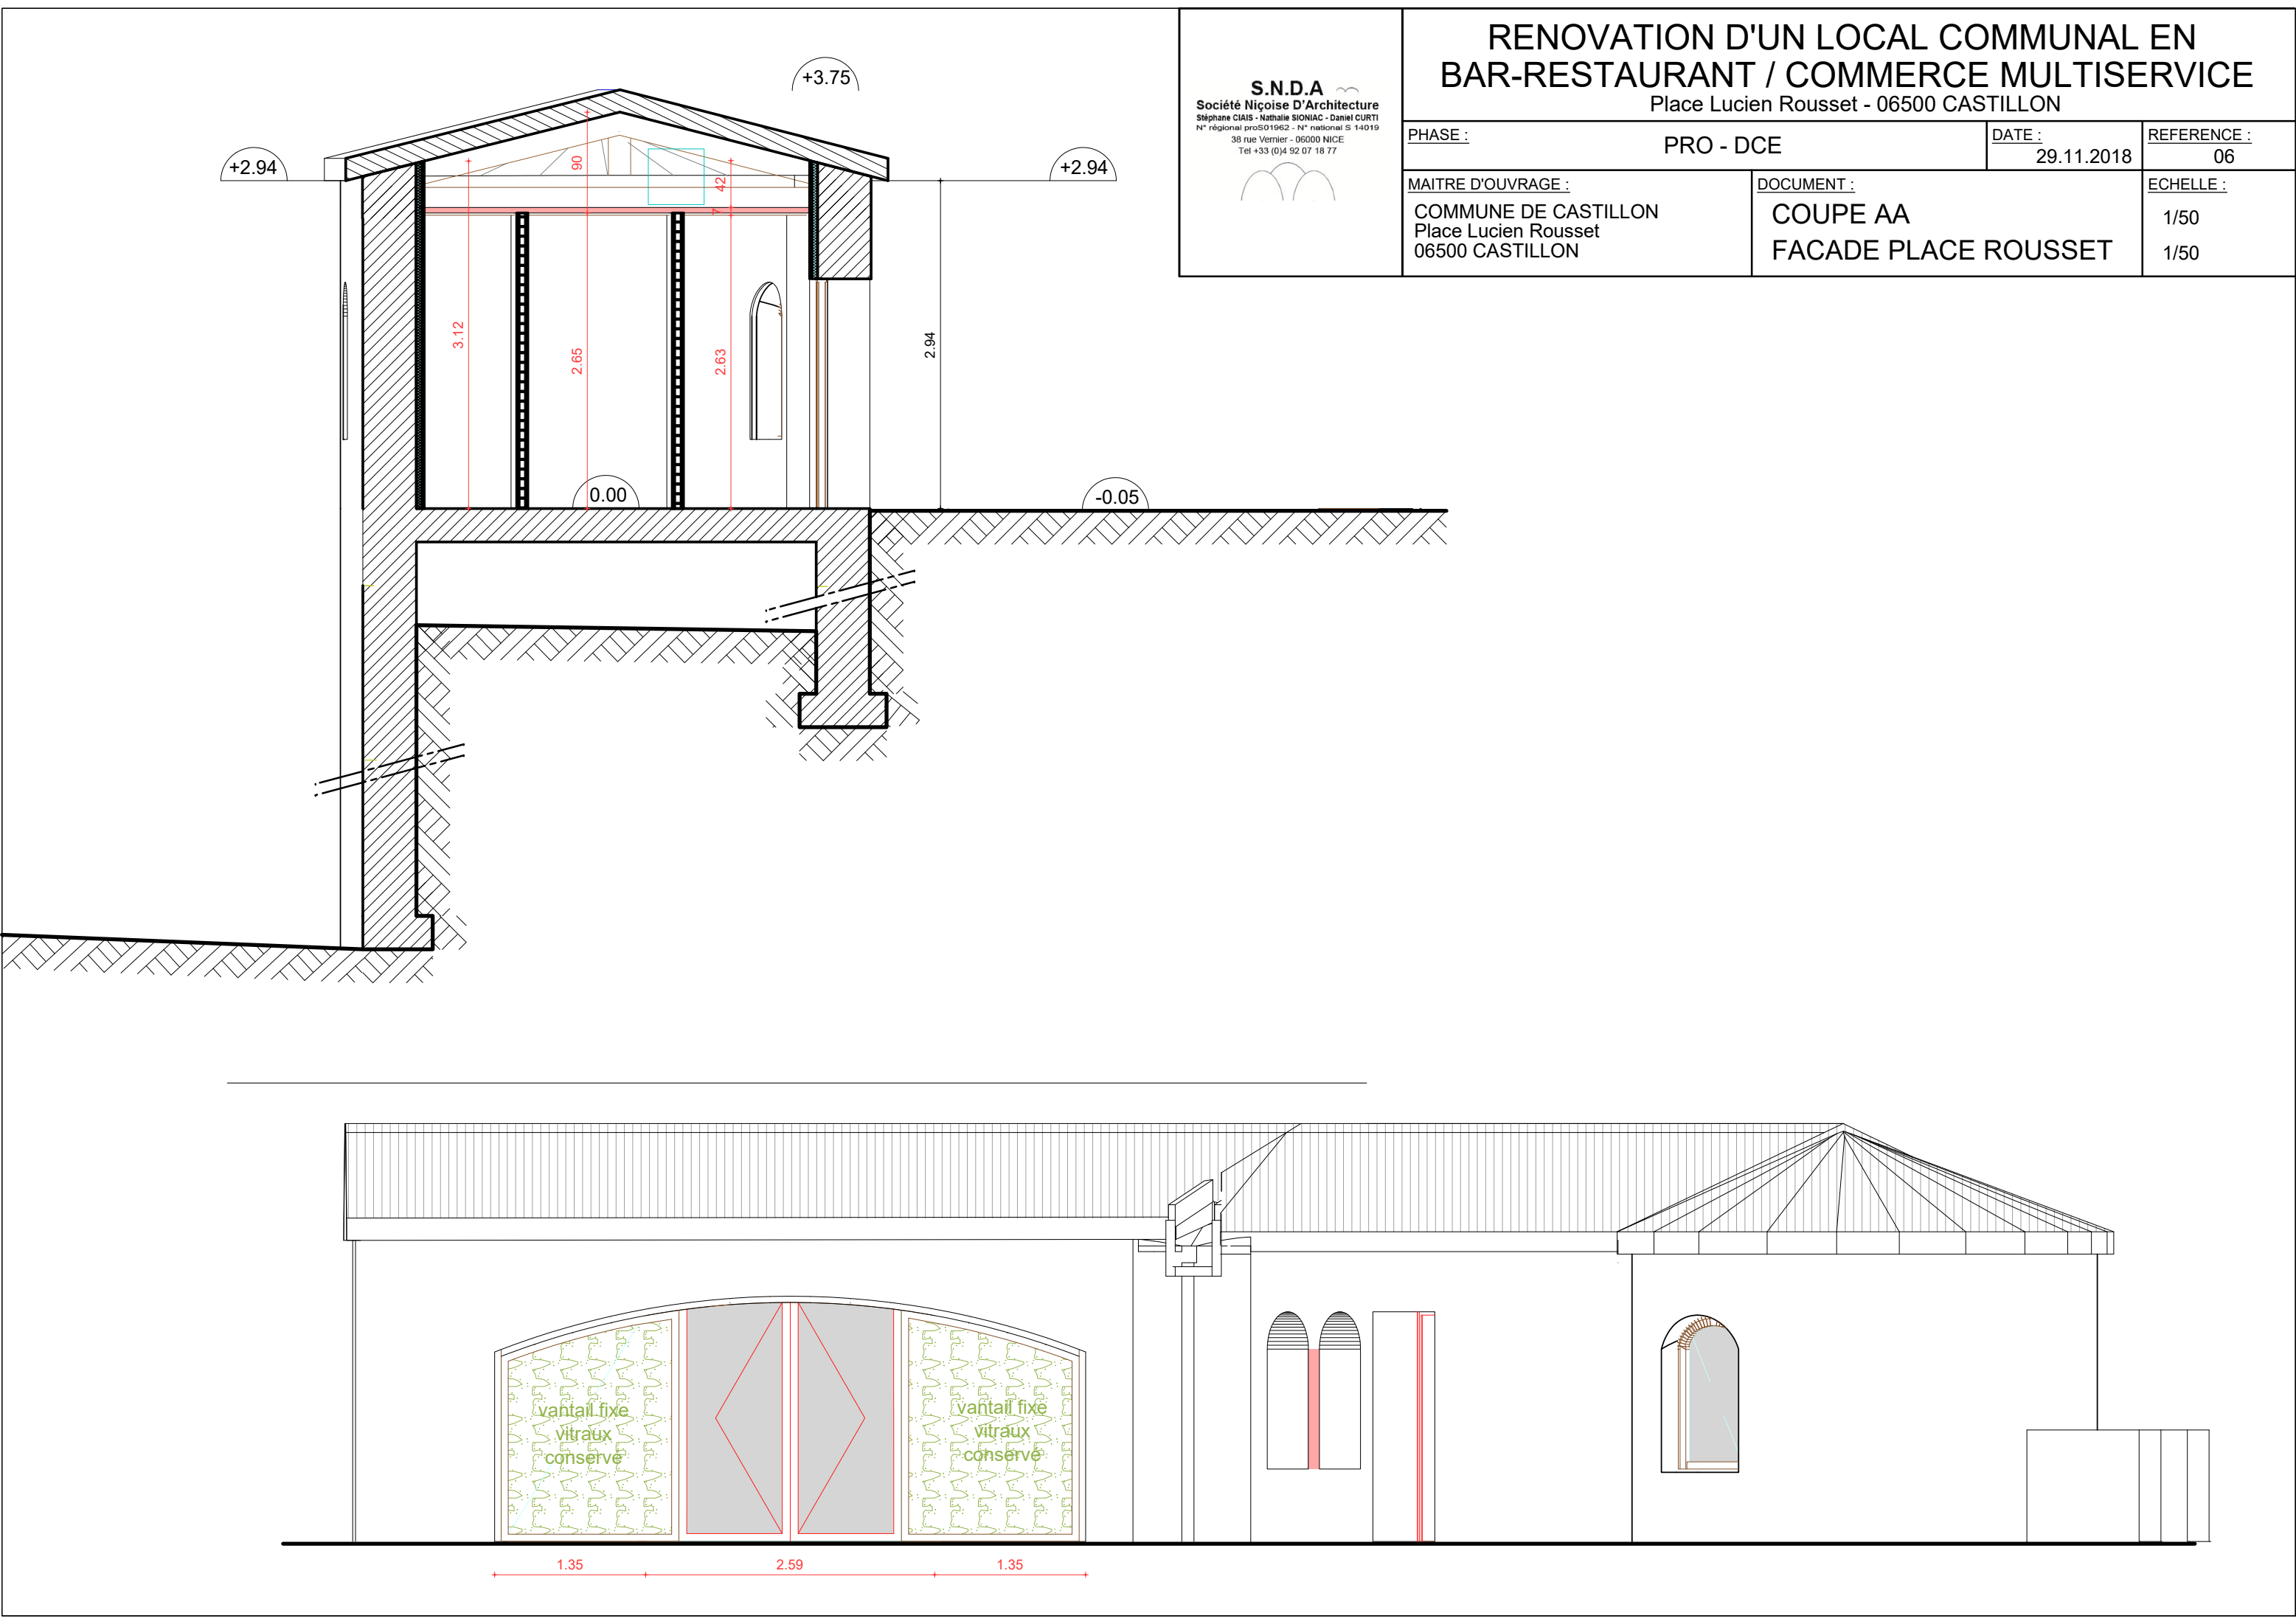 RENOVATION D'UN LOCAL COMMUNAL EN
BAR-RESTAURANT / COMMERCE MULTISERVICE
Place Lucien Rousset - 06500 CASTILLON
S.N.D.A
Société Niçoise D'Architecture
Stéphane CIAIS - Nathalie SIONIAC - Daniel CURTI
N° régional proS01962 - N° national S 14019
38 rue Vernier - 06000 NICE
Tel +33 (0)4 92 07 18 77
PHASE :
PRO - DCE
DATE :
29.11.2018
REFERENCE :
06
MAITRE D'OUVRAGE :
COMMUNE DE CASTILLON
Place Lucien Rousset
06500 CASTILLON
DOCUMENT :
COUPE AA
FACADE PLACE ROUSSET
ECHELLE :
1/50
1/50
+3.75
+2.94
+2.94
90
42
7
3.12
2.65
2.63
2.94
0.00
-0.05
vantail fixe
vitraux
conservé
vantail fixe
vitraux
conservé
1.35
2.59
1.35